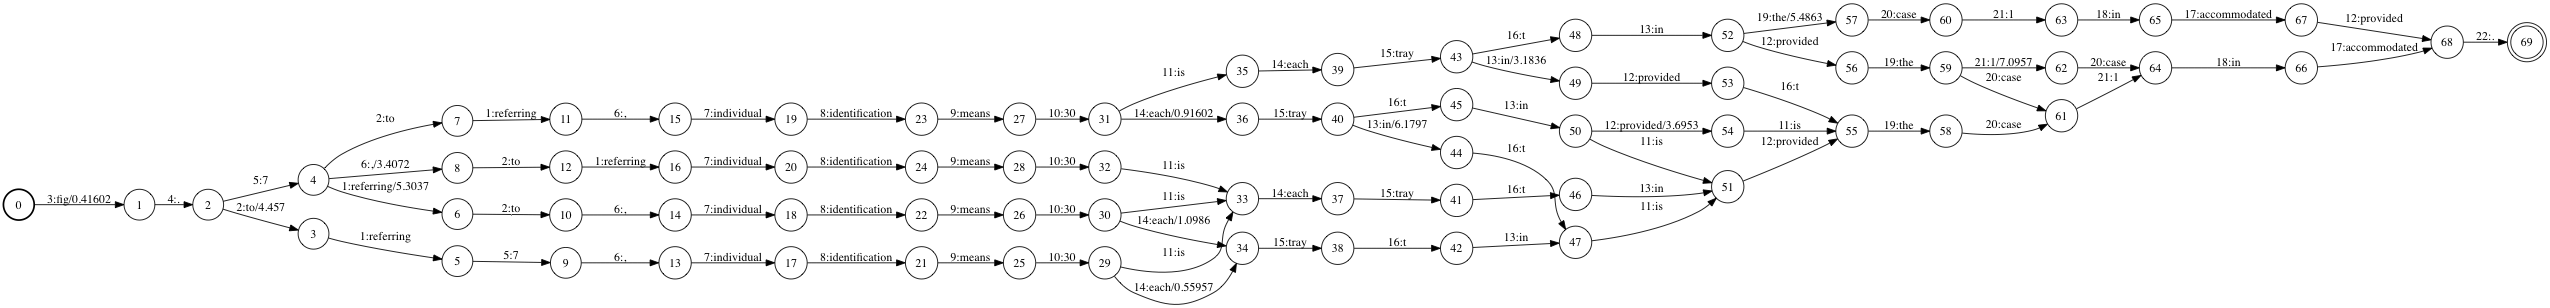 0 3:fig/0.41602 1 4:. 2
5:7 4
2:to/4.457 3
2:to 7 1:referring 11 6:, 15 7:individual 19 8:identification 23 9:means 27 10:30 31
6:,/3.4072 8 2:to 12 1:referring 16 7:individual 20 8:identification 24 9:means 28 10:30 32
1:referring/5.3037 6 2:to 10 6:, 14 7:individual 18 8:identification 22 9:means 26 10:30 30
1:referring 5 5:7 9 6:, 13 7:individual 17 8:identification 21 9:means 25 10:30 29
11:is 35 14:each 39 15:tray 43
14:each/0.91602 36 15:tray 40
11:is
11:is 33 14:each 37 15:tray 41 16:t 46 13:in 51
14:each/1.0986
11:is 34 15:tray 38 16:t 42 13:in 47 11:is
14:each/0.55957
16:t 48 13:in 52
13:in/3.1836 49 12:provided 53 16:t
16:t 45 13:in 50 12:provided/3.6953 54 11:is 55 19:the 58 20:case 61
13:in/6.1797 44 16:t
11:is
12:provided
19:the/5.4863 57 20:case 60 21:1 63 18:in 65 17:accommodated 67 12:provided
12:provided 56 19:the 59 21:1/7.0957 62 20:case 64 18:in 66 17:accommodated
20:case 21:1
68 22:. 69